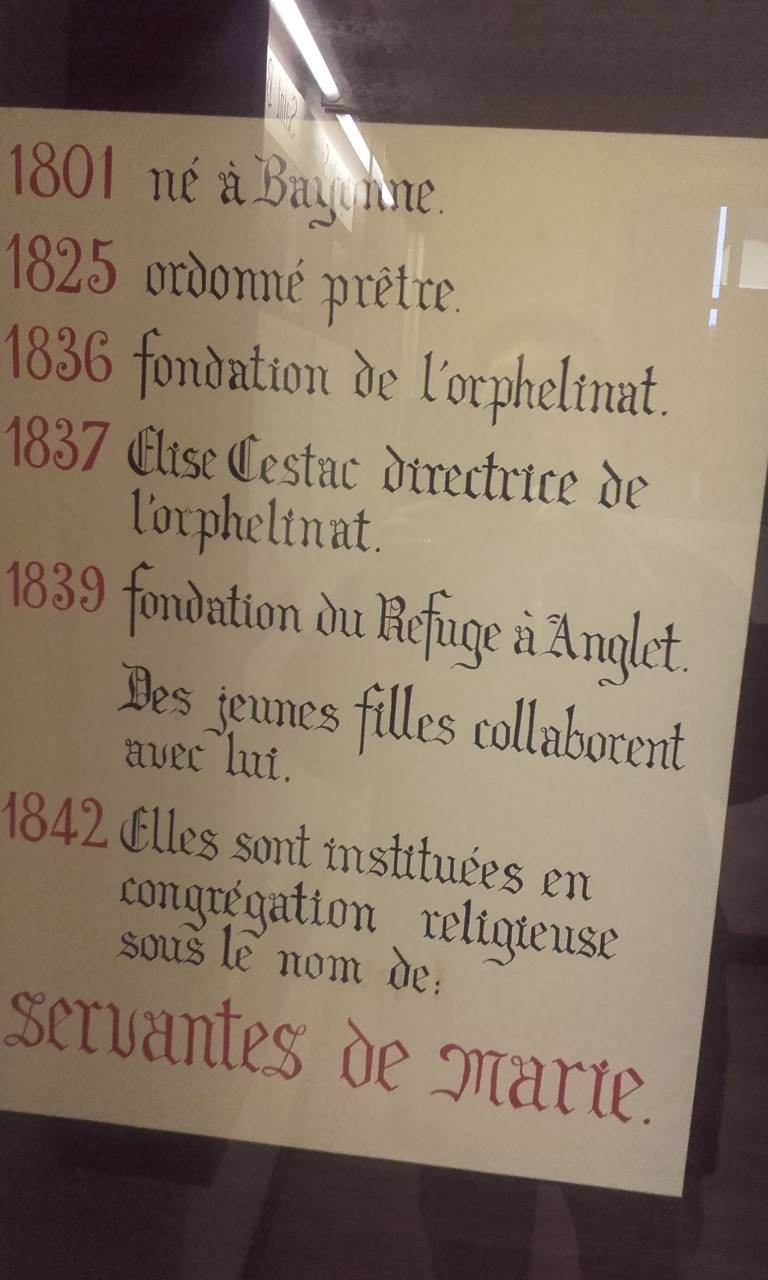 1801 né à Bayonne.
1825 ordonné prêtre.
1836 fondation de l'orphelinat.
1837 Elise Cestac directrice de
l'orphelinat.
1839 fondation du Refuge à Anglet.
Des jeunes filles collaborent
avec lui.
1842 Elles sont instituées en
congrégation religieuse
sous le nom de:
Servantes de Marie.